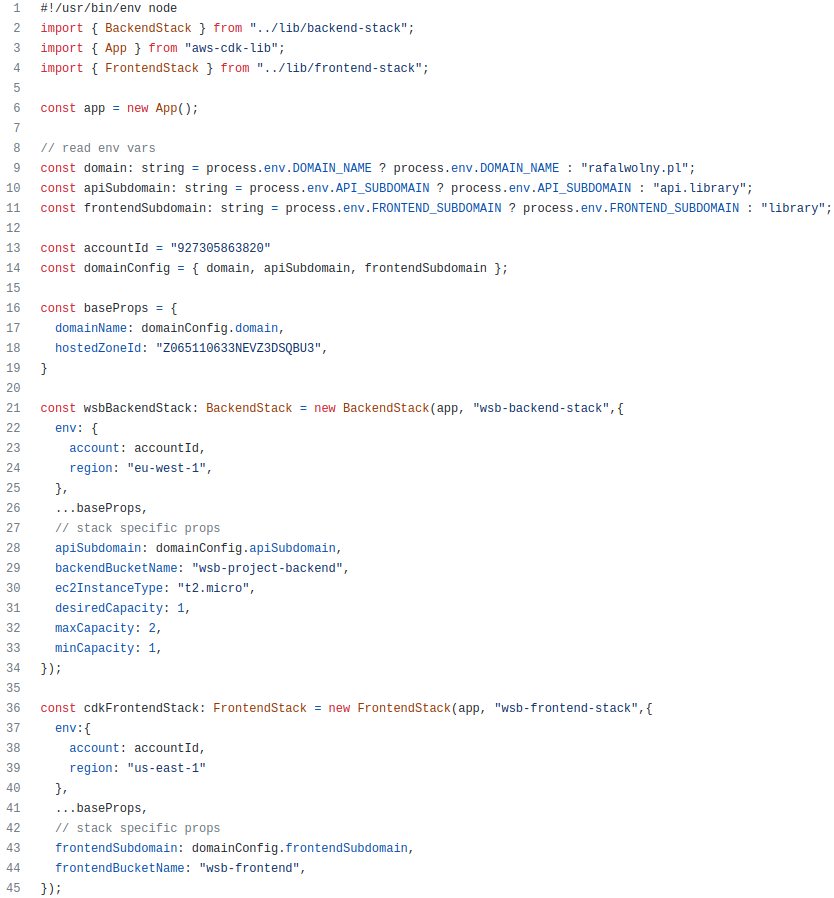 1 #!/usr/bin/env node
2 import { BackendStack } from "../lib/backend-stack";
3 import { App } from "aws-cdk-lib";
4 import { FrontendStack } from "../lib/frontend-stack";
5
6 const app = new App();
7
8 // read env vars
9 const domain: string = process.env.DOMAIN_NAME ? process.env.DOMAIN_NAME : "rafalwolny.pl";
10 const apiSubdomain: string = process.env.API_SUBDOMAIN ? process.env.API_SUBDOMAIN : "api.library";
11 const frontendSubdomain: string = process.env.FRONTEND_SUBDOMAIN ? process.env.FRONTEND_SUBDOMAIN : "library";
12
13 const accountId = "927305863820"
14 const domainConfig = { domain, apiSubdomain, frontendSubdomain };
15
16 const baseProps = {
17   domainName: domainConfig.domain,
18   hostedZoneId: "Z065110633NEVZ3DSQBU3",
19 }
20
21 const wsbBackendStack: BackendStack = new BackendStack(app, "wsb-backend-stack",{
22   env: {
23     account: accountId,
24     region: "eu-west-1",
25   },
26   ...baseProps,
27   // stack specific props
28   apiSubdomain: domainConfig.apiSubdomain,
29   backendBucketName: "wsb-project-backend",
30   ec2InstanceType: "t2.micro",
31   desiredCapacity: 1,
32   maxCapacity: 2,
33   minCapacity: 1,
34 });
35
36 const cdkFrontendStack: FrontendStack = new FrontendStack(app, "wsb-frontend-stack",{
37   env:{
38     account: accountId,
39     region: "us-east-1"
40   },
41   ...baseProps,
42   // stack specific props
43   frontendSubdomain: domainConfig.frontendSubdomain,
44   frontendBucketName: "wsb-frontend",
45 });